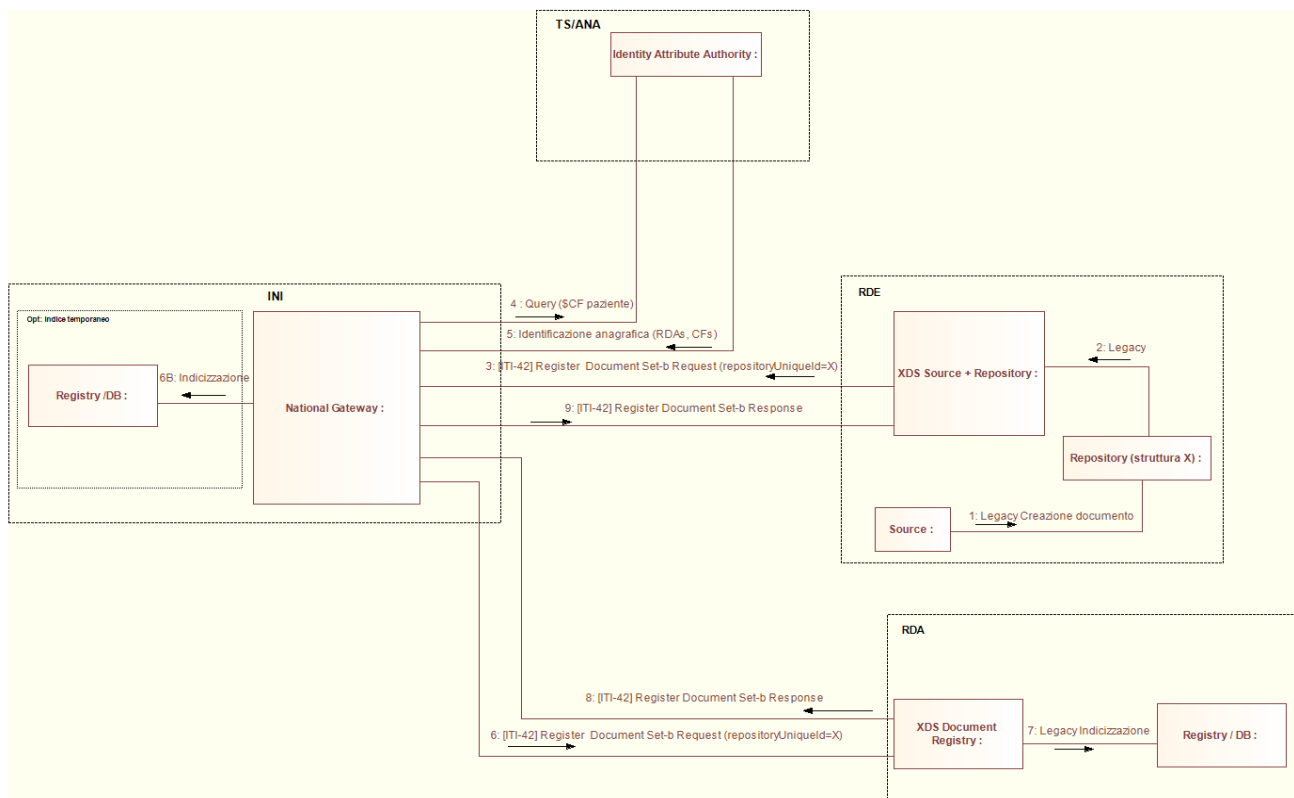 TS/ANA
Identity Attribute Authority :
INI
Opt: Indice temporaneo
Registry /DB :
6B: Indicizzazione
National Gateway :
4 : Query ($CF paziente)
5: Identificazione anagrafica (RDAs, CFs)
3: [ITI-42] Register Document Set-b Request (repositoryUniqueId=X)
9: [ITI-42] Register Document Set-b Response
RDE
XDS Source + Repository :
2: Legacy
Repository (struttura X) :
1: Legacy Creazione documento
Source :
RDA
8: [ITI-42] Register Document Set-b Response
6: [ITI-42] Register Document Set-b Request (repositoryUniqueId=X)
XDS Document
Registry :
7: Legacy Indicizzazione
Registry / DB :